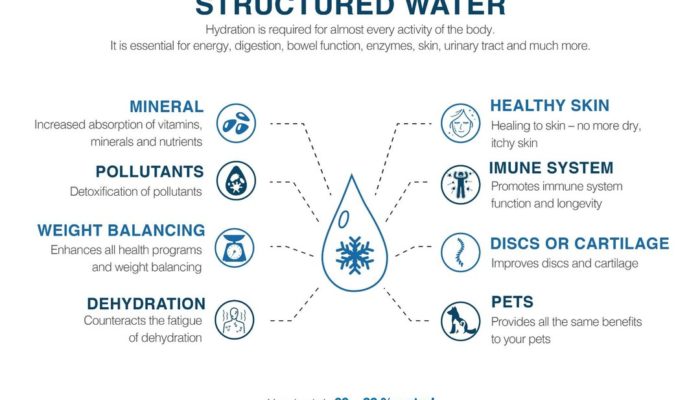 STRUCTURED WATER
Hydration is required for almost every activity of the body.
It is essential for energy, digestion, bowel function, enzymes, skin, urinary tract and much more.
MINERAL
Increased absorption of vitamins,
minerals and nutrients
POLLUTANTS
Detoxification of pollutants
WEIGHT BALANCING
Enhances all health programs
and weight balancing
DEHYDRATION
Counteracts the fatigue
of dehydration
HEALTHY SKIN
Healing to skin – no more dry,
itchy skin
IMUNE SYSTEM
Promotes immune system
function and longevity
DISCS OR CARTILAGE
Improves discs and cartilage
PETS
Provides all the same benefits
to your pets